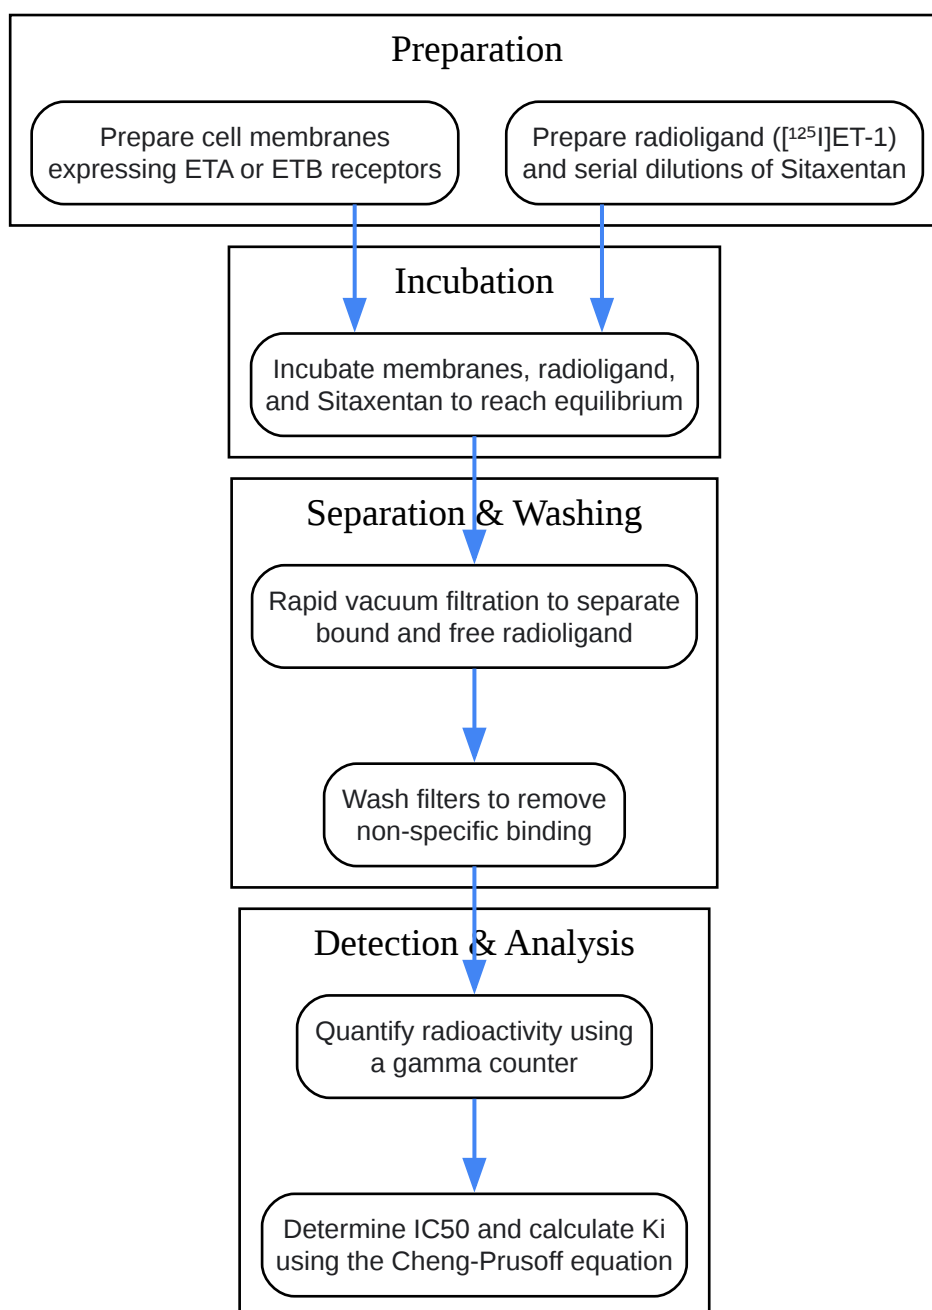 Preparation
Prepare cell membranes
expressing ETA or ETB receptors
Prepare radioligand ([¹²⁵I]ET-1)
and serial dilutions of Sitaxentan
Incubation
Incubate membranes, radioligand,
and Sitaxentan to reach equilibrium
Separation & Washing
Rapid vacuum filtration to separate
bound and free radioligand
Wash filters to remove
non-specific binding
Detection & Analysis
Quantify radioactivity using
a gamma counter
Determine IC50 and calculate Ki
using the Cheng-Prusoff equation